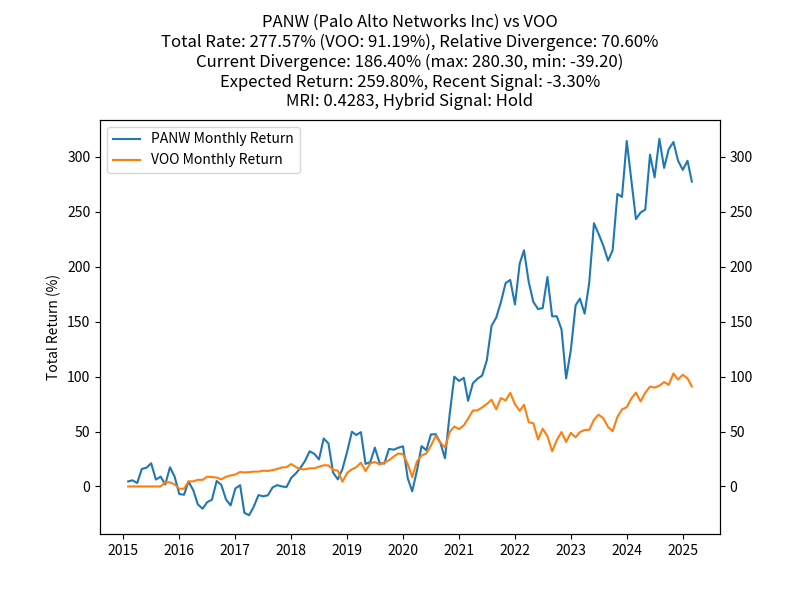 PANW (Palo Alto Networks Inc) vs VOO
Total Rate: 277.57% (VOO: 91.19%), Relative Divergence: 70.60%
Current Divergence: 186.40% (max: 280.30, min: -39.20)
Expected Return: 259.80%, Recent Signal: -3.30%
MRI: 0.4283, Hybrid Signal: Hold
PANW Monthly Return
VOO Monthly Return
Total Return (%)
300
250
200
150
100
50
0
300
250
200
150
100
50
0
2015 2016 2017 2018 2019 2020 2021 2022 2023 2024 2025